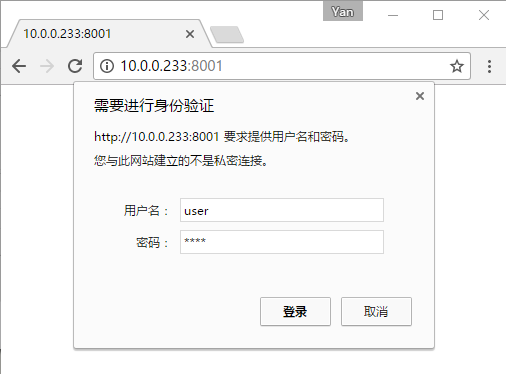 Yan
10.0.0.233:8001
10.0.0.233:8001
需要进行身份验证
http://10.0.0.233:8001 要求提供用户名和密码。
您与此网站建立的不是私密连接。
用户名： user
密码： ****
登录 取消